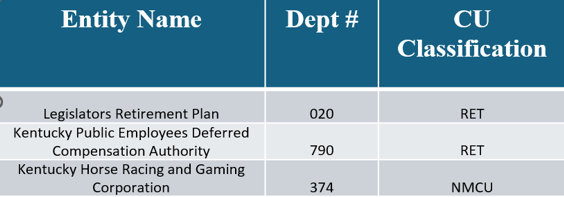 Entity Name Dept # CU
Classification
Legislators Retirement Plan 020 RET
Kentucky Public Employees Deferred
Compensation Authority 790 RET
Kentucky Horse Racing and Gaming
Corporation 374 NMCU